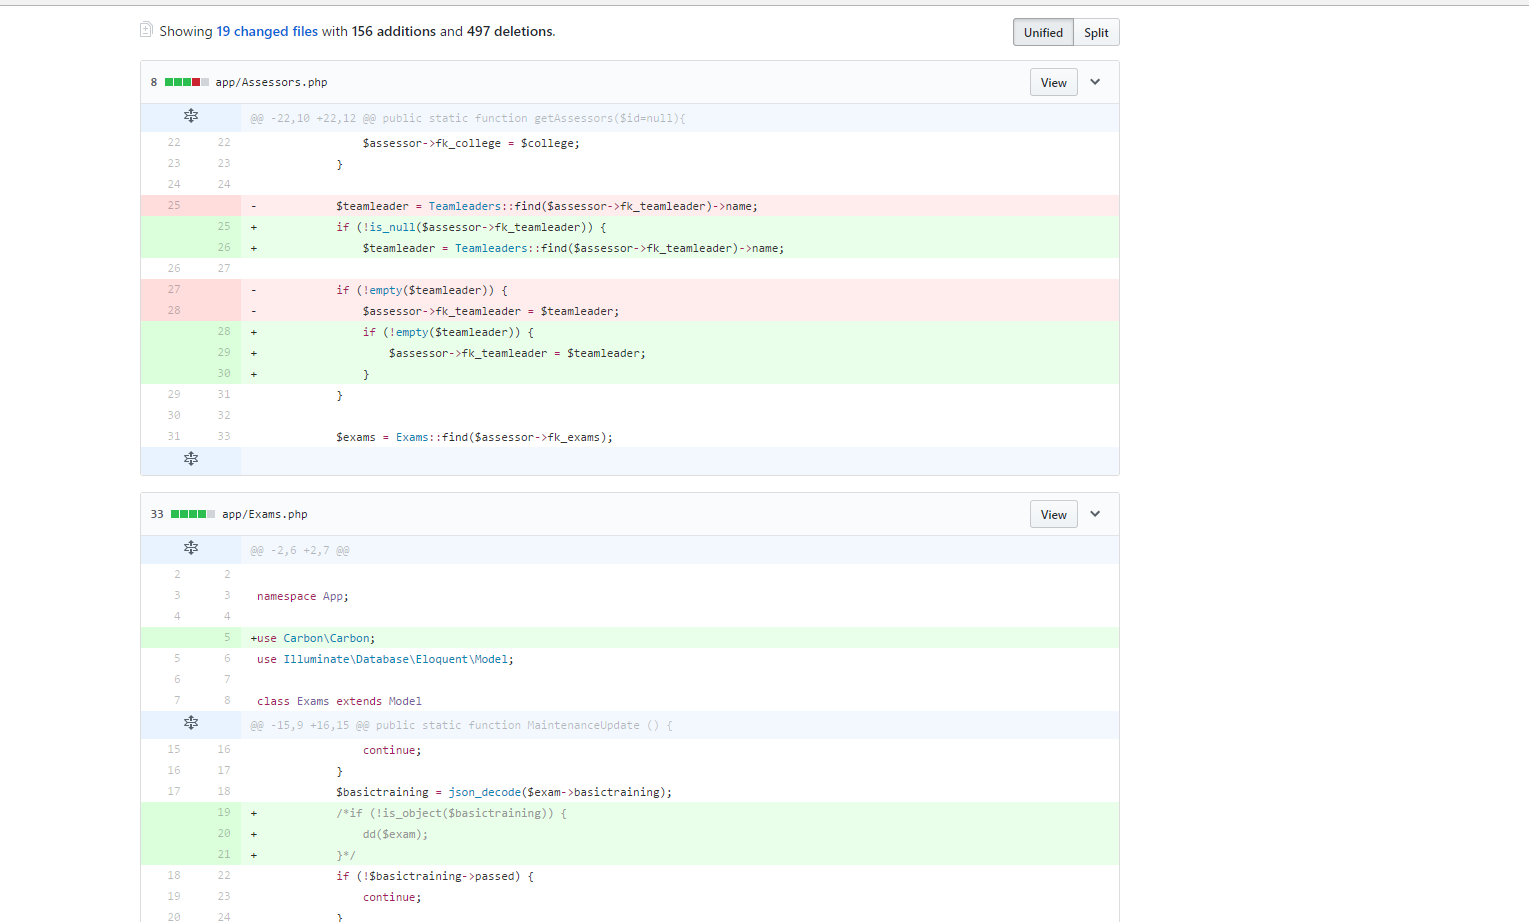 Showing 19 changed files with 156 additions and 497 deletions.
Unified Split
8 app/Assessors.php View
@@ -22,10 +22,12 @@ public static function getAssessors($id=null){
22 22 $assessor->fk_college = $college;
23 23 }
24 24
25 - $teamleader = Teamleaders::find($assessor->fk_teamleader)->name;
25 + if (!is_null($assessor->fk_teamleader)) {
26 + $teamleader = Teamleaders::find($assessor->fk_teamleader)->name;
26 27
27 - if (!empty($teamleader)) {
28 - $assessor->fk_teamleader = $teamleader;
28 + if (!empty($teamleader)) {
29 + $assessor->fk_teamleader = $teamleader;
30 + }
29 31 }
30 32
31 33 $exams = Exams::find($assessor->fk_exams);
33 app/Exams.php View
@@ -2,6 +2,7 @@
2 2
3 3 namespace App;
4 4
5 +use Carbon\Carbon;
5 6 use Illuminate\Database\Eloquent\Model;
6 7
7 8 class Exams extends Model
@@ -15,9 +16,15 @@ public static function MaintenanceUpdate () {
15 16 continue;
16 17 }
17 18 $basictraining = json_decode($exam->basictraining);
19 + /*if (!is_object($basictraining)) {
20 + dd($exam);
21 + }*/
18 22 if (!$basictraining->passed) {
19 23 continue;
20 24 }